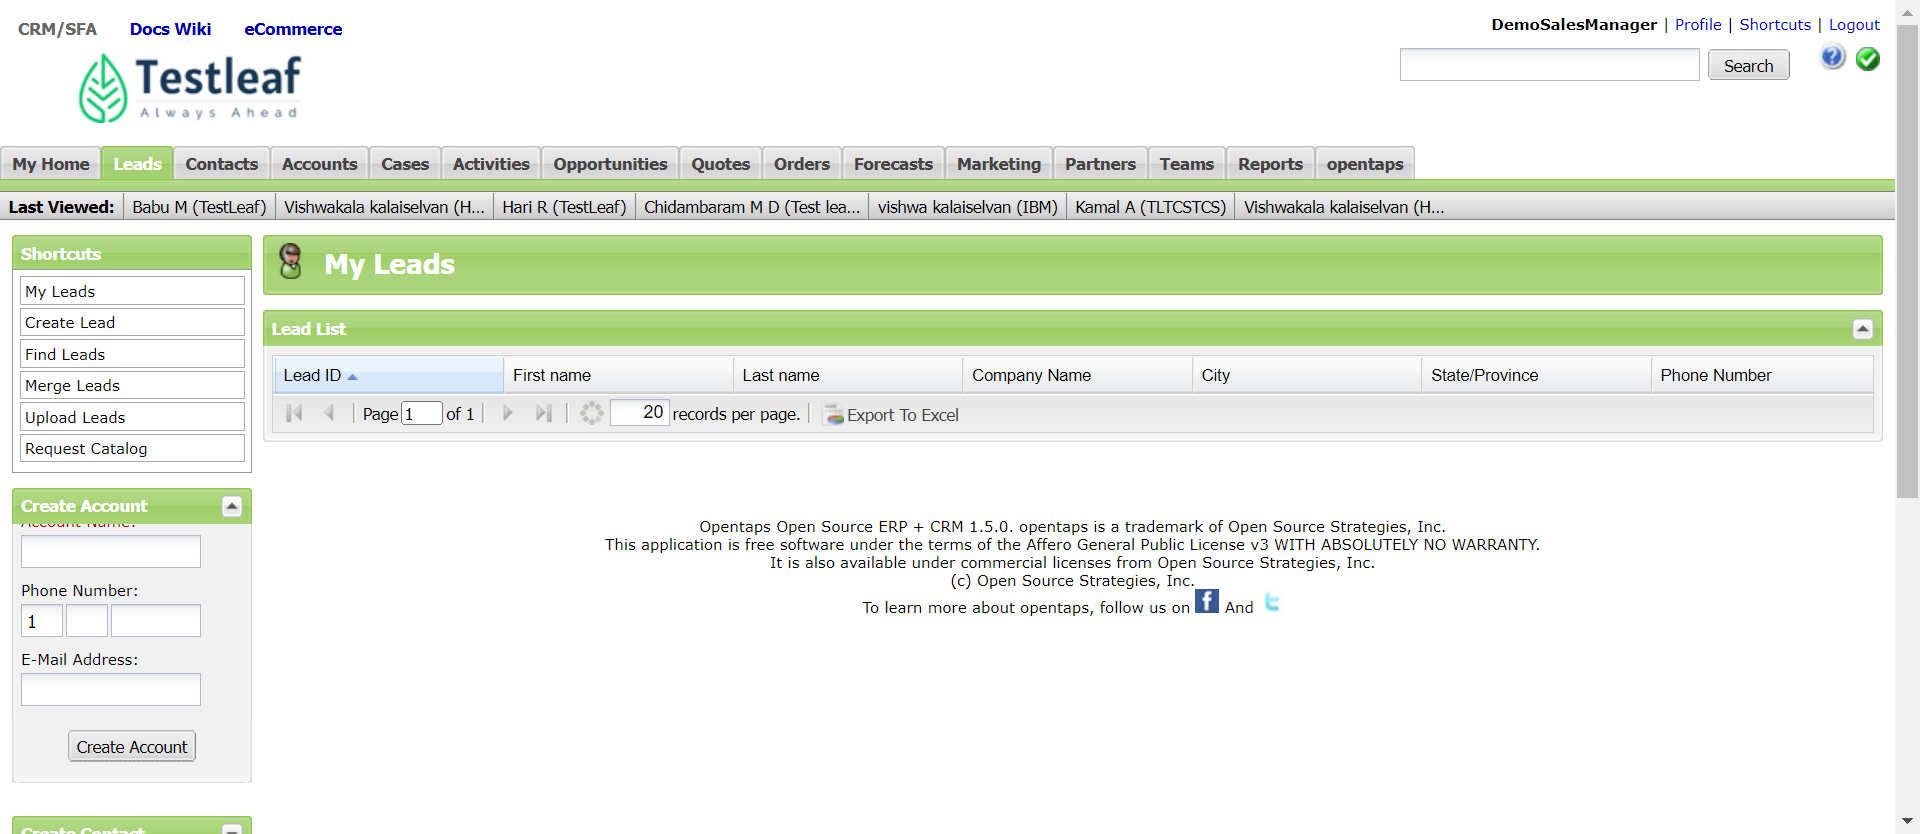 CRM/SFA Docs Wiki eCommerce
DemoSalesManager | Profile | Shortcuts | Logout
Testleaf
Always Ahead
Search
My Home Leads Contacts Accounts Cases Activities Opportunities Quotes Orders Forecasts Marketing Partners Teams Reports opentaps
Last Viewed: Babu M (TestLeaf) Vishwakala kalaiselvan (H... Hari R (TestLeaf) Chidambaram M D (Test lea... vishwa kalaiselvan (IBM) Kamal A (TLTCSTCS) Vishwakala kalaiselvan (H...
Shortcuts
My Leads
Create Lead
Find Leads
Merge Leads
Upload Leads
Request Catalog
Create Account
Account Name:
Phone Number:
1
E-Mail Address:
Create Account
Create Contact
My Leads
Lead List
Lead ID First name Last name Company Name City State/Province Phone Number
Page 1 of 1 20 records per page. Export To Excel
Opentaps Open Source ERP + CRM 1.5.0. opentaps is a trademark of Open Source Strategies, Inc.
This application is free software under the terms of the Affero General Public License v3 WITH ABSOLUTELY NO WARRANTY.
It is also available under commercial licenses from Open Source Strategies, Inc.
(c) Open Source Strategies, Inc.
To learn more about opentaps, follow us on f And t